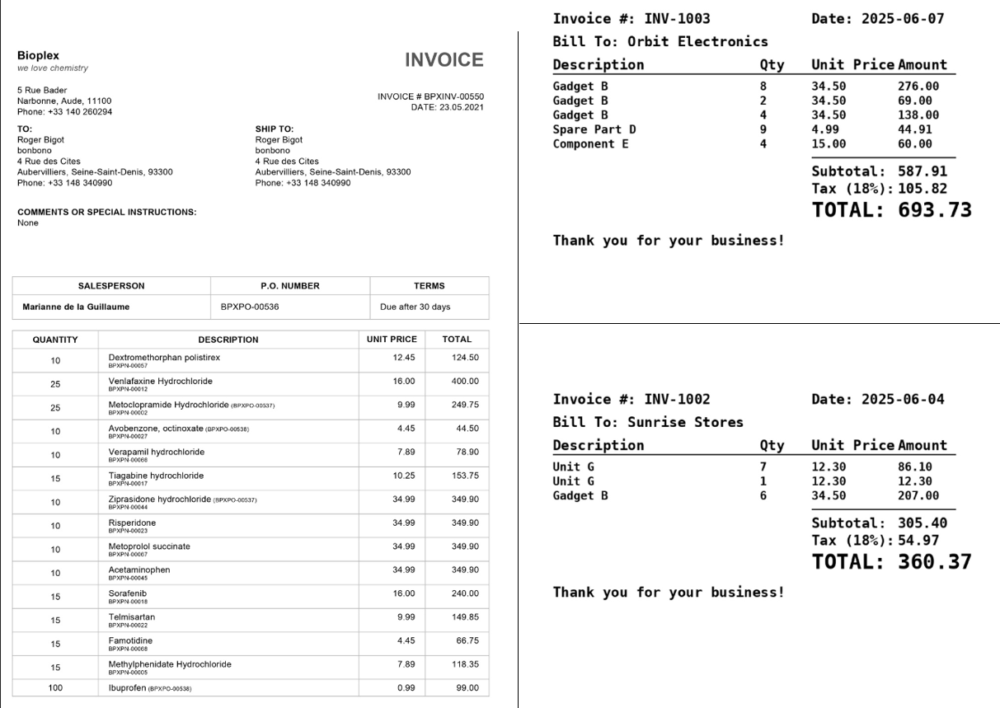 Bioplex
we love chemistry
INVOICE
5 Rue Bader
Narbonne, Aude, 11100
Phone: +33 140 260294
INVOICE # BPXINV-00550
DATE: 23.05.2021
TO:
Roger Bigot
bonbono
4 Rue des Cites
Aubervilliers, Seine-Saint-Denis, 93300
Phone: +33 148 340990
SHIP TO:
Roger Bigot
bonbono
4 Rue des Cites
Aubervilliers, Seine-Saint-Denis, 93300
Phone: +33 148 340990
COMMENTS OR SPECIAL INSTRUCTIONS:
None
SALESPERSON P.O. NUMBER TERMS
Marianne de la Guillaume BPXPO-00536 Due after 30 days
QUANTITY DESCRIPTION UNIT PRICE TOTAL
10 Dextromethorphan polistirex 12.45 124.50
BPXPN-00057
25 Venlafaxine Hydrochloride 16.00 400.00
BPXPN-00012
25 Metoclopramide Hydrochloride (BPXPO-00537) 9.99 249.75
BPXPN-00002
10 Avobenzone, octinoxate (BPXPO-00538) 4.45 44.50
BPXPN-00027
10 Verapamil hydrochloride 7.89 78.90
BPXPN-00066
15 Tiagabine hydrochloride 10.25 153.75
BPXPN-00017
10 Ziprasidone hydrochloride (BPXPO-00537) 34.99 349.90
BPXPN-00044
10 Risperidone 34.99 349.90
BPXPN-00023
10 Metoprolol succinate 34.99 349.90
BPXPN-00067
10 Acetaminophen 34.99 349.90
BPXPN-00045
15 Sorafenib 16.00 240.00
BPXPN-00018
15 Telmisartan 9.99 149.85
BPXPN-00022
15 Famotidine 4.45 66.75
BPXPN-00068
15 Methylphenidate Hydrochloride 7.89 118.35
BPXPN-00005
100 Ibuprofen (BPXPO-00538) 0.99 99.00
Invoice #: INV-1003 Date: 2025-06-07
Bill To: Orbit Electronics
Description Qty Unit Price Amount
Gadget B 8 34.50 276.00
Gadget B 2 34.50 69.00
Gadget B 4 34.50 138.00
Spare Part D 9 4.99 44.91
Component E 4 15.00 60.00
Subtotal: 587.91
Tax (18%): 105.82
TOTAL: 693.73
Thank you for your business!
Invoice #: INV-1002 Date: 2025-06-04
Bill To: Sunrise Stores
Description Qty Unit Price Amount
Unit G 7 12.30 86.10
Unit G 1 12.30 12.30
Gadget B 6 34.50 207.00
Subtotal: 305.40
Tax (18%): 54.97
TOTAL: 360.37
Thank you for your business!